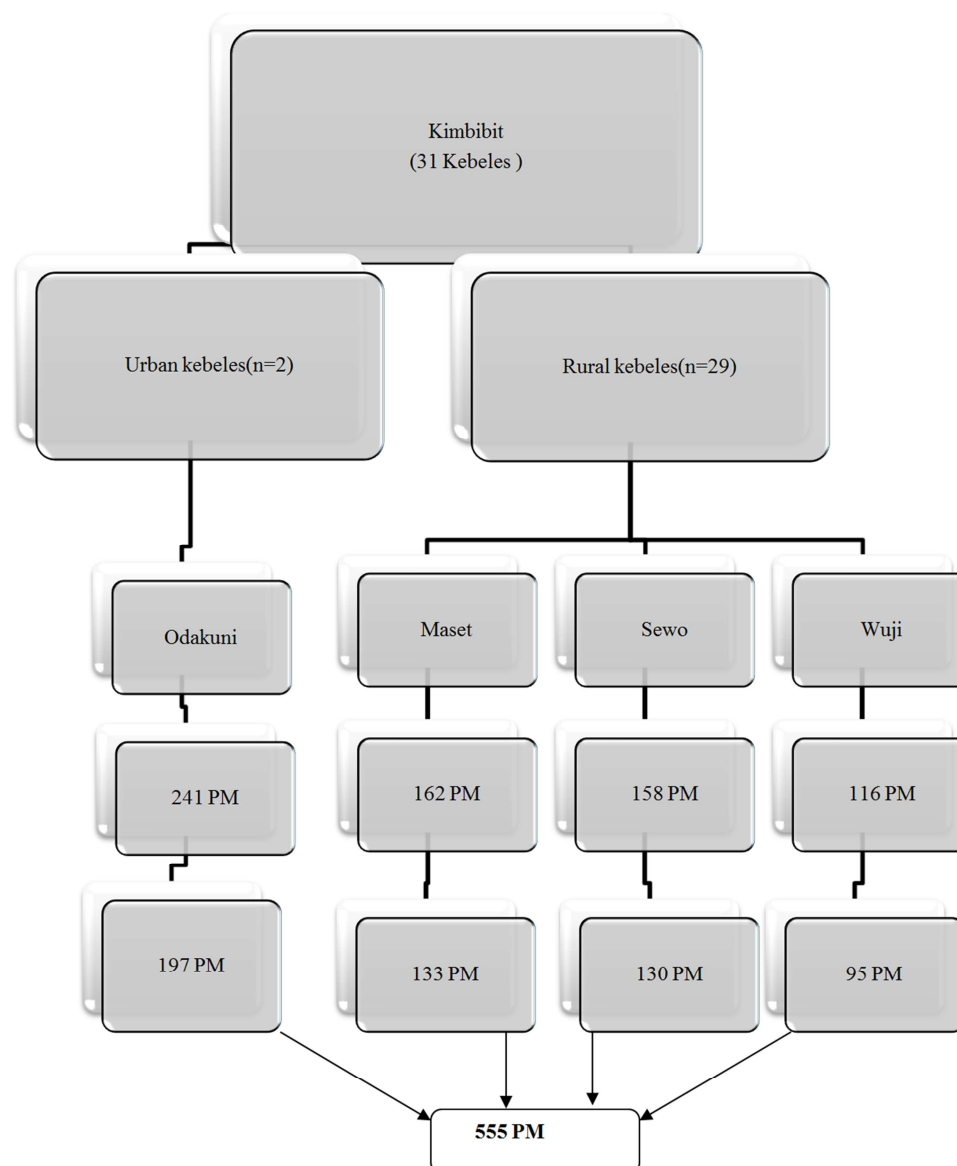 Kimbibit
(31 Kebeles )
Urban kebeles(n=2)
Rural kebeles(n=29)
Odakuni
Maset
Sewo
Wuji
241 PM
162 PM
158 PM
116 PM
197 PM
133 PM
130 PM
95 PM
555 PM